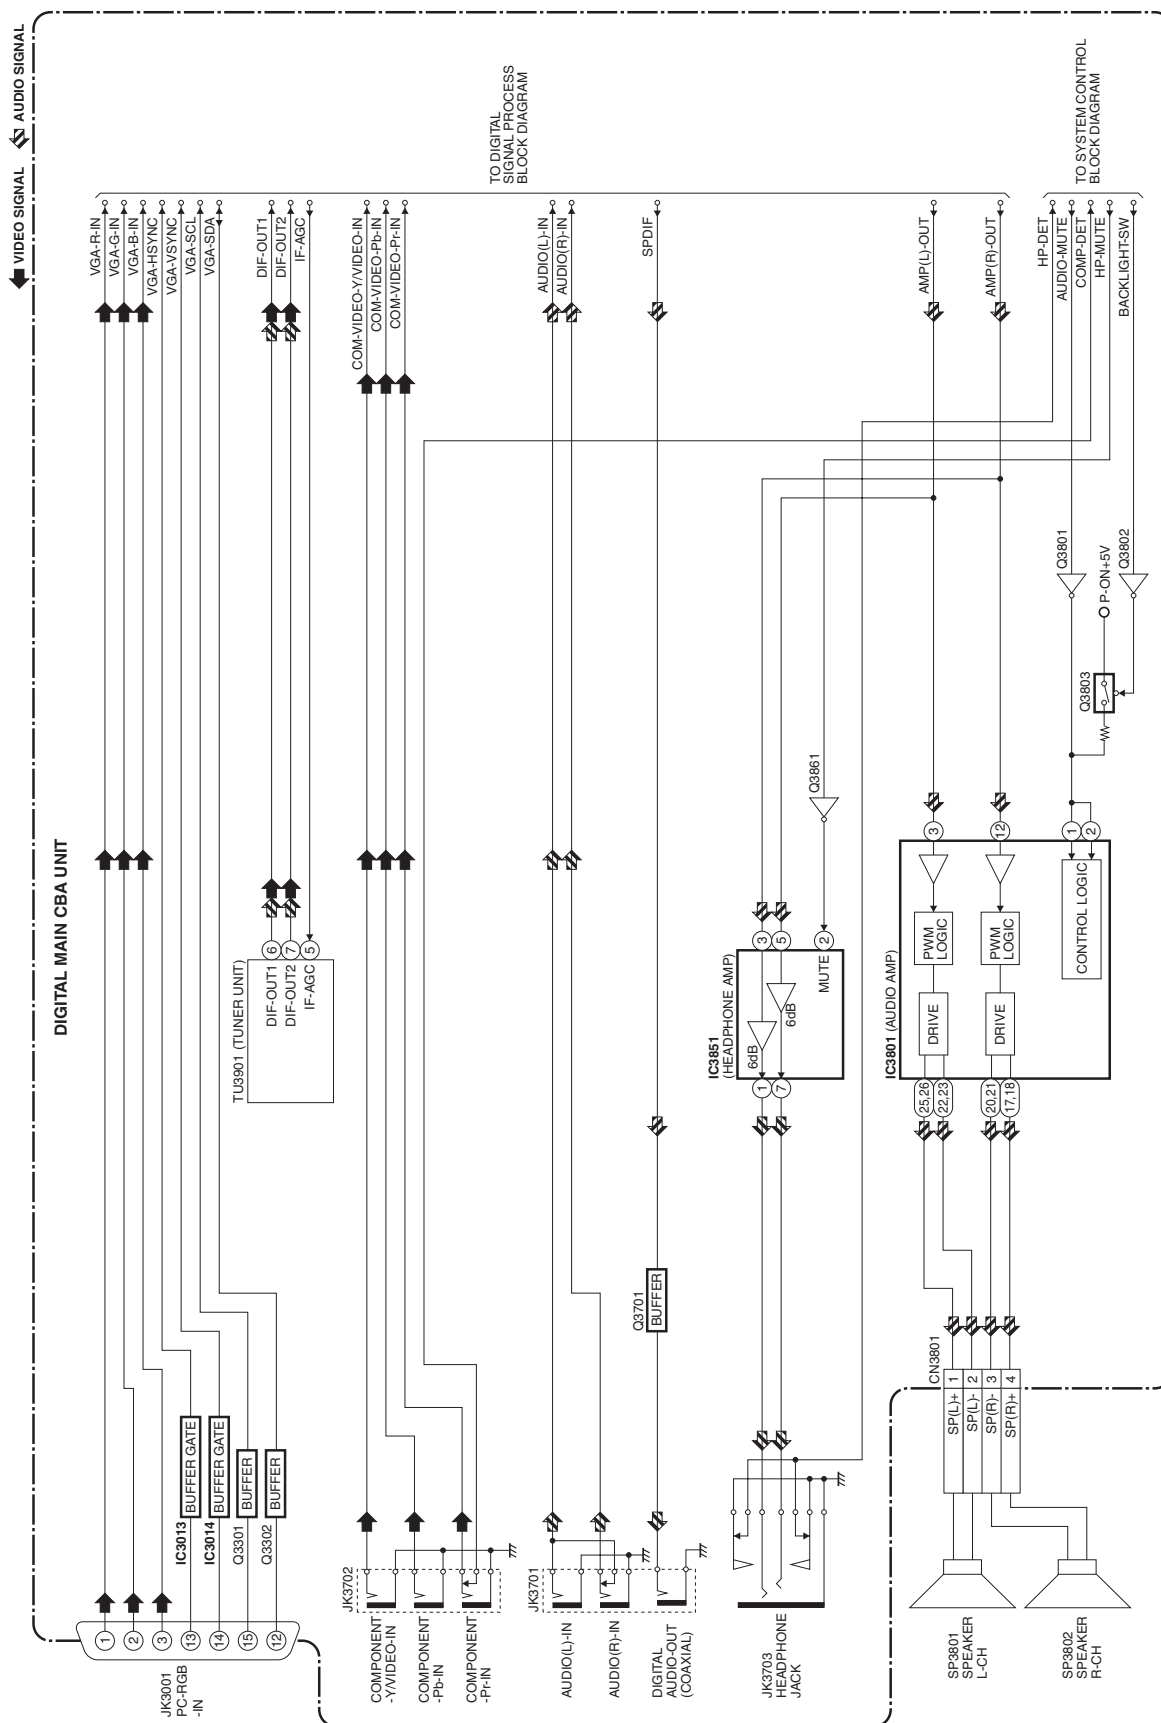 VIDEO SIGNAL
AUDIO SIGNAL
DIGITAL MAIN CBA UNIT
JK3001
PC-RGB
-IN
1
2
3
13
14
15
12
IC3013
BUFFER GATE
IC3014
BUFFER GATE
Q3301
BUFFER
Q3302
BUFFER
VGA-R-IN
VGA-G-IN
VGA-B-IN
VGA-HSYNC
VGA-VSYNC
VGA-SCL
VGA-SDA
TU3901 (TUNER UNIT)
DIF-OUT1
DIF-OUT2
IF-AGC
6
7
5
DIF-OUT1
DIF-OUT2
IF-AGC
JK3702
COMPONENT
-Y/VIDEO-IN
COMPONENT
-Pb-IN
COMPONENT
-Pr-IN
COM-VIDEO-Y/VIDEO-IN
COM-VIDEO-Pb-IN
COM-VIDEO-Pr-IN
TO DIGITAL
SIGNAL PROCESS
BLOCK DIAGRAM
JK3701
AUDIO(L)-IN
AUDIO(R)-IN
DIGITAL
AUDIO-OUT
(COAXIAL)
AUDIO(L)-IN
AUDIO(R)-IN
Q3701
BUFFER
SPDIF
JK3703
HEADPHONE
JACK
IC3851
(HEADPHONE AMP)
1
7
6dB
6dB
MUTE
3
5
2
Q3861
AMP(L)-OUT
AMP(R)-OUT
HP-DET
AUDIO-MUTE
COMP-DET
HP-MUTE
BACKLIGHT-SW
TO SYSTEM CONTROL
BLOCK DIAGRAM
Q3801
Q3802
P-ON+5V
Q3803
IC3801 (AUDIO AMP)
25,26
22,23
20,21
17,18
DRIVE
DRIVE
PWM
LOGIC
PWM
LOGIC
CONTROL LOGIC
3
12
1
2
CN3801
SP(L)+
1
SP(L)-
2
SP(R)-
3
SP(R)+
4
SP3801
SPEAKER
L-CH
SP3802
SPEAKER
R-CH